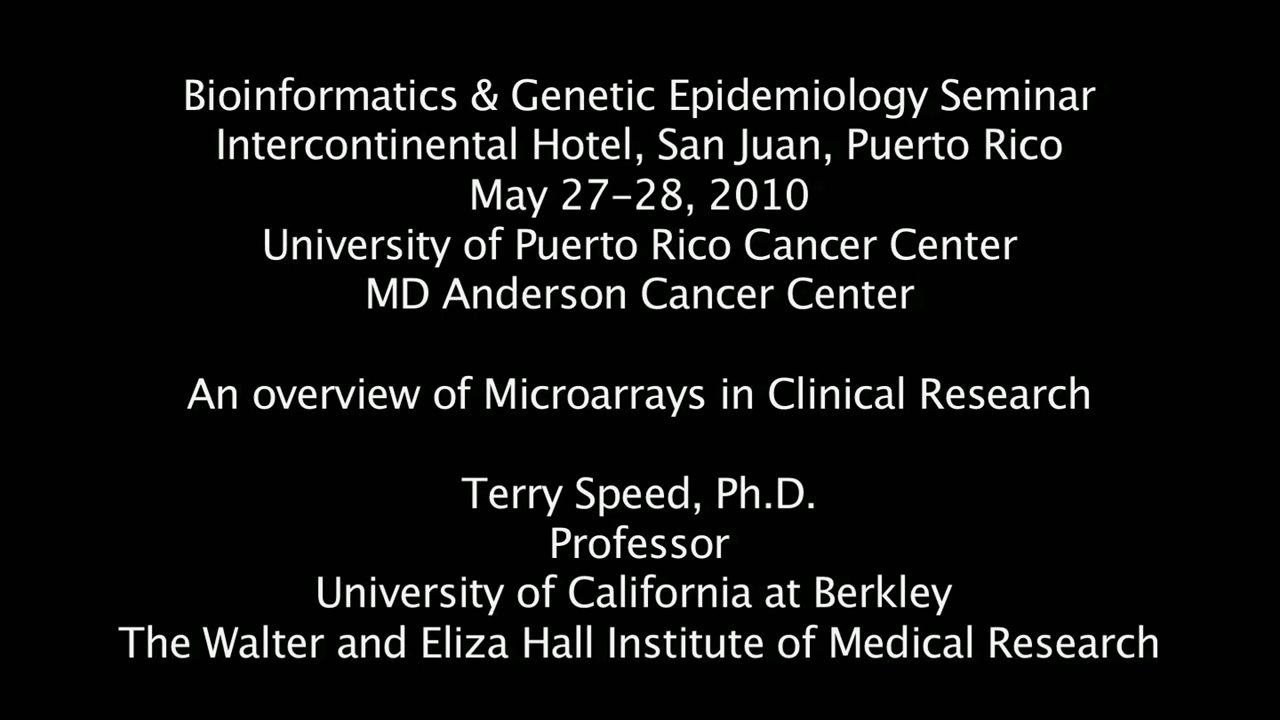 Bioinformatics & Genetic Epidemiology Seminar
Intercontinental Hotel, San Juan, Puerto Rico
May 27-28, 2010
University of Puerto Rico Cancer Center
MD Anderson Cancer Center
An overview of Microarrays in Clinical Research
Terry Speed, Ph.D.
Professor
University of California at Berkley
The Walter and Eliza Hall Institute of Medical Research